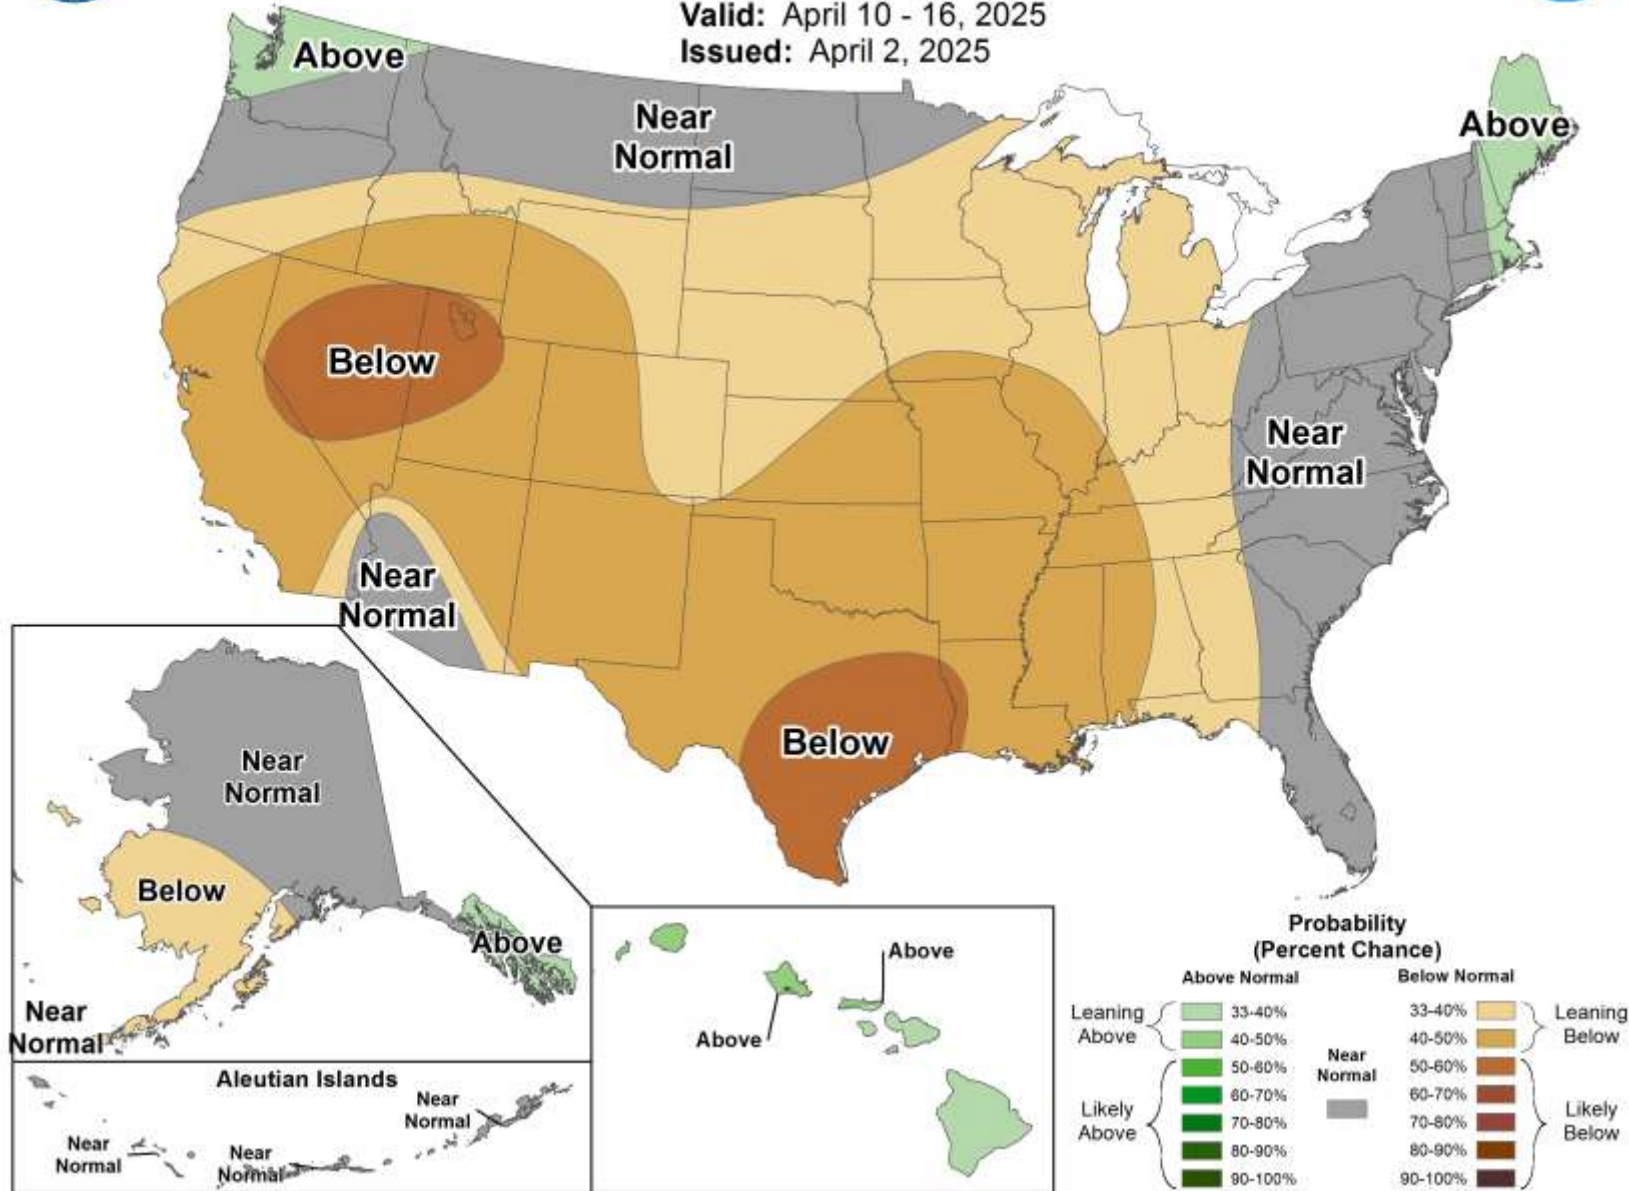 Valid: April 10 - 16, 2025
Issued: April 2, 2025
Above
Near
Normal
Above
Below
Near
Normal
Near
Normal
Below
Near
Normal
Below
Above
Near
Normal
Aleutian Islands
Near
Normal
Near
Normal
Near
Normal
Above
Above
Probability
(Percent Chance)
Above Normal
Below Normal
Leaning
Above
33-40%
40-50%
50-60%
60-70%
70-80%
80-90%
90-100%
Likely
Above
Near
Normal
33-40%
40-50%
50-60%
60-70%
70-80%
80-90%
90-100%
Leaning
Below
Likely
Below